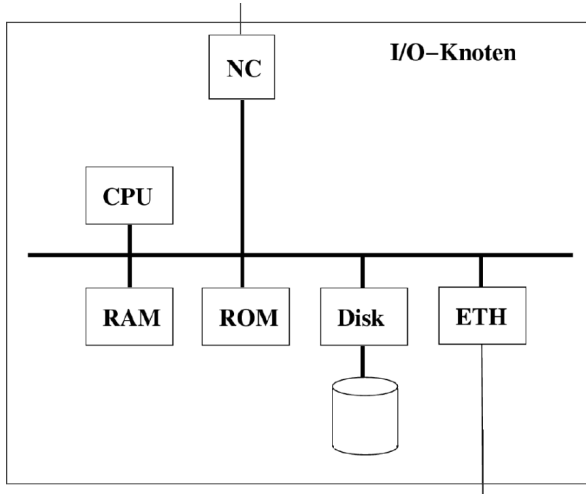 I/O−Knoten
NC
CPU
RAM
ROM
Disk
ETH